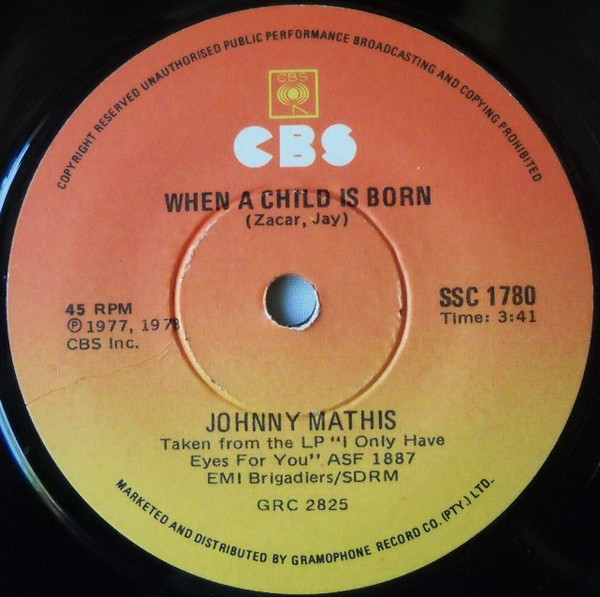 COPYRIGHT RESERVED UNAUTHORISED PUBLIC PERFORMANCE BROADCASTING AND COPYING PROHIBITED
CBS
CBS
WHEN A CHILD IS BORN
(Zacar, Jay)
45 RPM
Ⓟ 1977, 1978
CBS Inc.
SSC 1780
Time: 3:41
JOHNNY MATHIS
Taken from the LP "I Only Have
Eyes For You" ASF 1887
EMI Brigadiers/SDRM
GRC 2825
MARKETED AND DISTRIBUTED BY GRAMOPHONE RECORD CO. (PTY.) LTD.